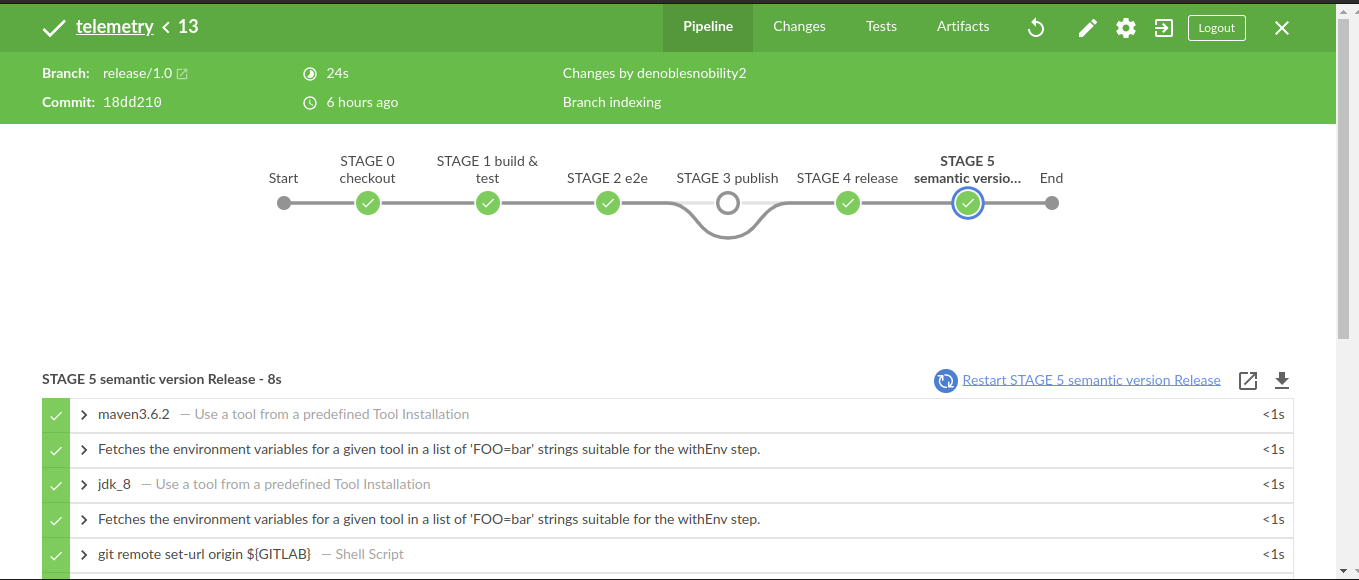 telemetry < 13
Pipeline Changes Tests Artifacts Logout
Branch: release/1.0 24s Changes by denoblesnobility2
Commit: 18dd210 6 hours ago Branch indexing
Start
STAGE 0
checkout
STAGE 1 build &
test
STAGE 2 e2e
STAGE 3 publish
STAGE 4 release
STAGE 5
semantic versio...
End
STAGE 5 semantic version Release - 8s Restart STAGE 5 semantic version Release
maven3.6.2 — Use a tool from a predefined Tool Installation <1s
Fetches the environment variables for a given tool in a list of 'FOO=bar' strings suitable for the withEnv step. <1s
jdk_8 — Use a tool from a predefined Tool Installation <1s
Fetches the environment variables for a given tool in a list of 'FOO=bar' strings suitable for the withEnv step. <1s
git remote set-url origin ${GITLAB} — Shell Script <1s